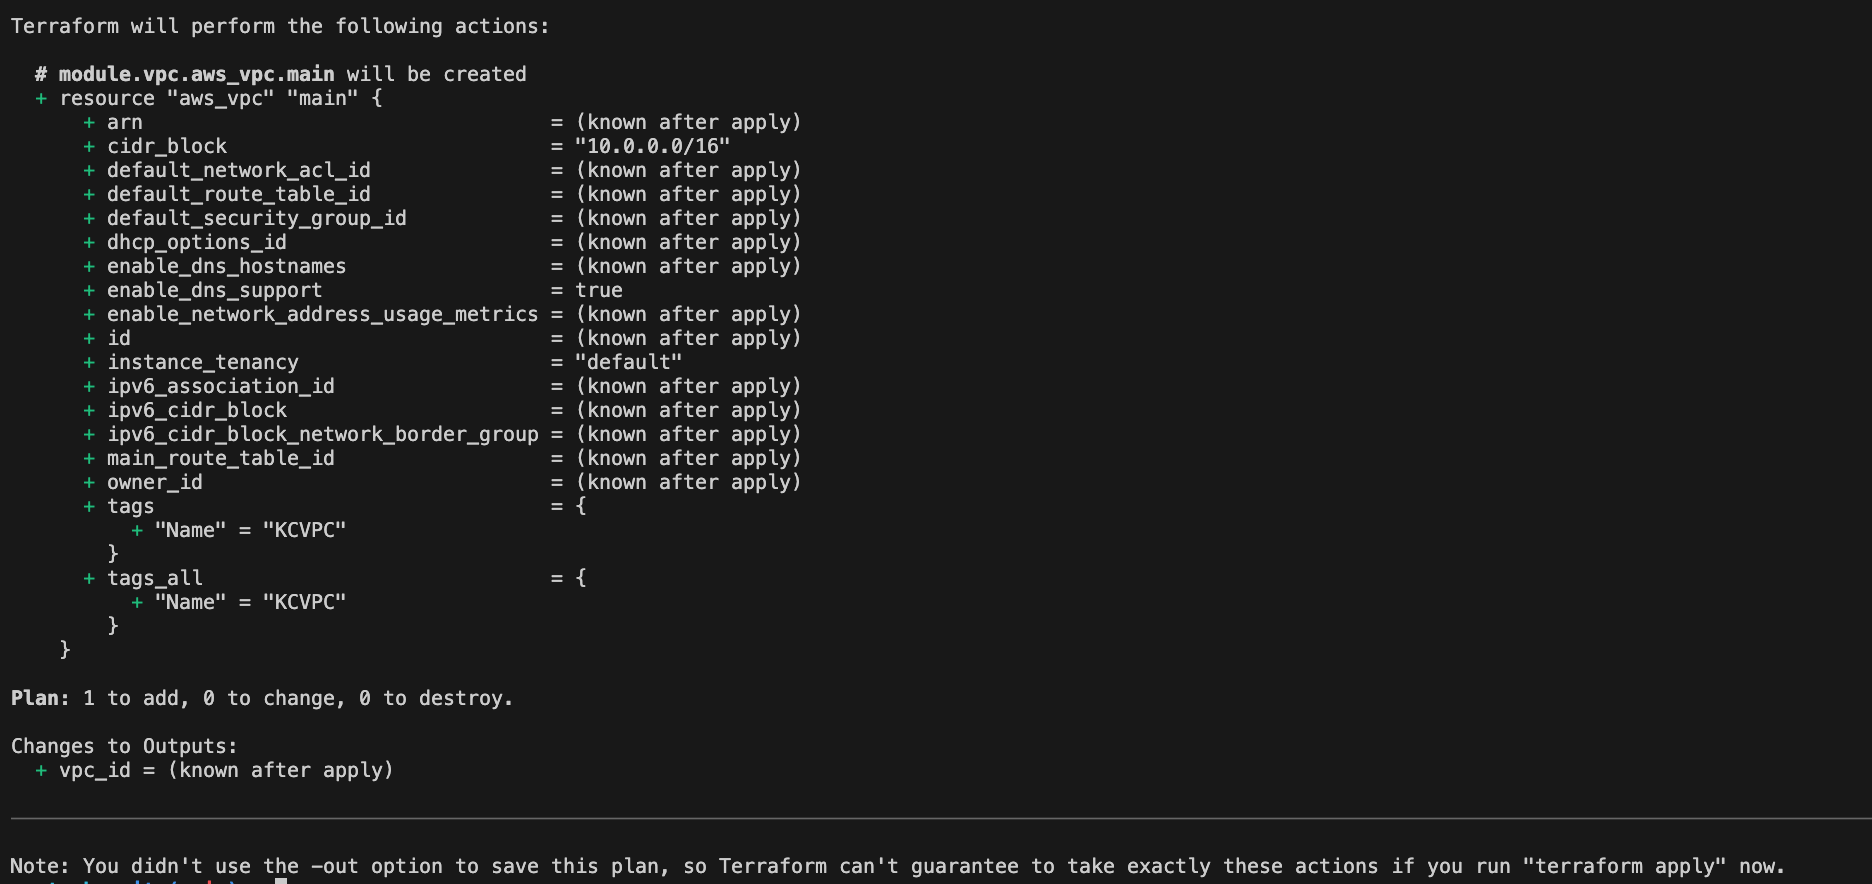 Terraform will perform the following actions:
# module.vpc.aws_vpc.main will be created
+ resource "aws_vpc" "main" {
+ arn = (known after apply)
+ cidr_block = "10.0.0.0/16"
+ default_network_acl_id = (known after apply)
+ default_route_table_id = (known after apply)
+ default_security_group_id = (known after apply)
+ dhcp_options_id = (known after apply)
+ enable_dns_hostnames = (known after apply)
+ enable_dns_support = true
+ enable_network_address_usage_metrics = (known after apply)
+ id = (known after apply)
+ instance_tenancy = "default"
+ ipv6_association_id = (known after apply)
+ ipv6_cidr_block = (known after apply)
+ ipv6_cidr_block_network_border_group = (known after apply)
+ main_route_table_id = (known after apply)
+ owner_id = (known after apply)
+ tags = {
+ "Name" = "KCVPC"
}
+ tags_all = {
+ "Name" = "KCVPC"
}
}
Plan: 1 to add, 0 to change, 0 to destroy.
Changes to Outputs:
+ vpc_id = (known after apply)
Note: You didn't use the -out option to save this plan, so Terraform can't guarantee to take exactly these actions if you run "terraform apply" now.